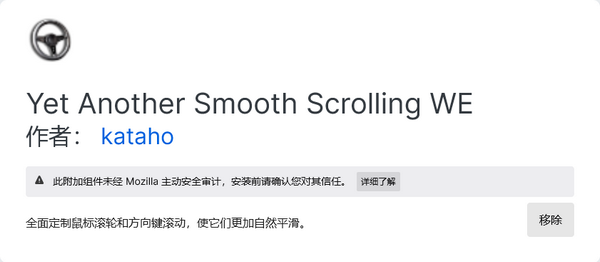 Yet Another Smooth Scrolling WE
作者： kataho
此附加组件未经 Mozilla 主动安全审计，安装前请确认您对其信任。 详细了解
全面定制鼠标滚轮和方向键滚动，使它们更加自然平滑。 移除